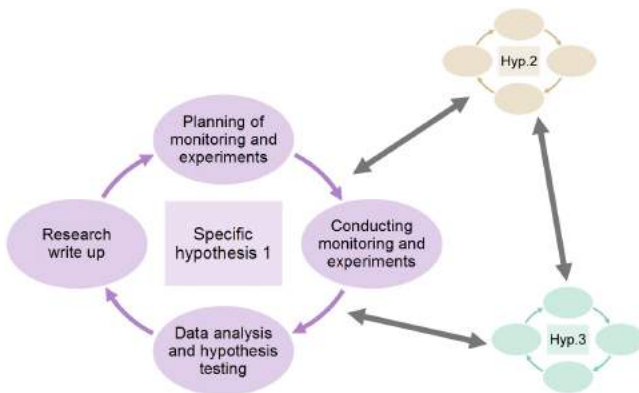 Planning of
monitoring and
experiments
Hyp.2
Research
write up
Specific
hypothesis 1
Conducting
monitoring and
experiments
Data analysis
and hypothesis
testing
Hyp.3